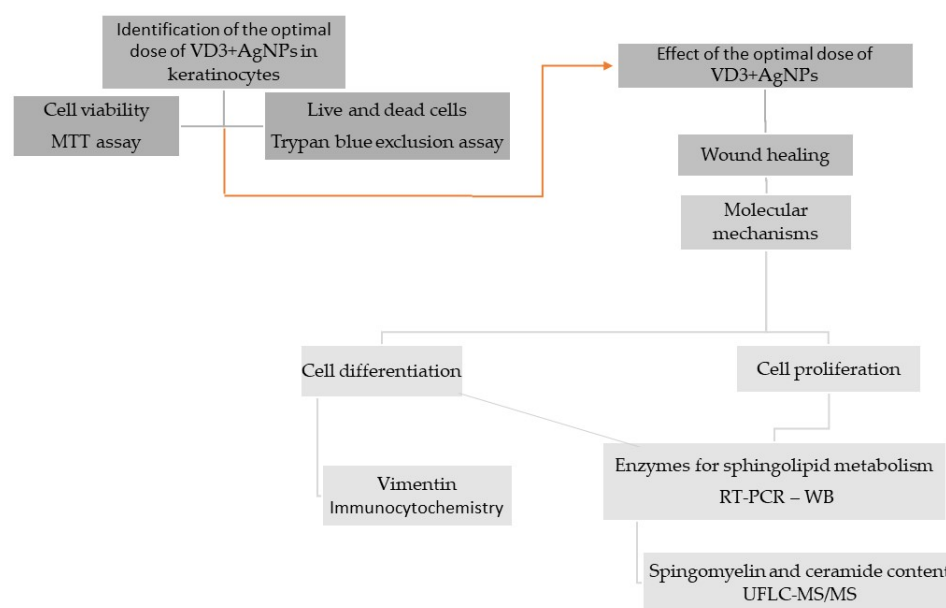 Identification of the optimal
dose of VD3+AgNPs in
keratinocytes
Cell viability
MTT assay
Live and dead cells
Trypan blue exclusion assay
Effect of the optimal dose of
VD3+AgNPs
Wound healing
Molecular
mechanisms
Cell differentiation
Cell proliferation
Vimentin
Immunocytochemistry
Enzymes for sphingolipid metabolism
RT-PCR – WB
Spingomyelin and ceramide content
UFLC-MS/MS